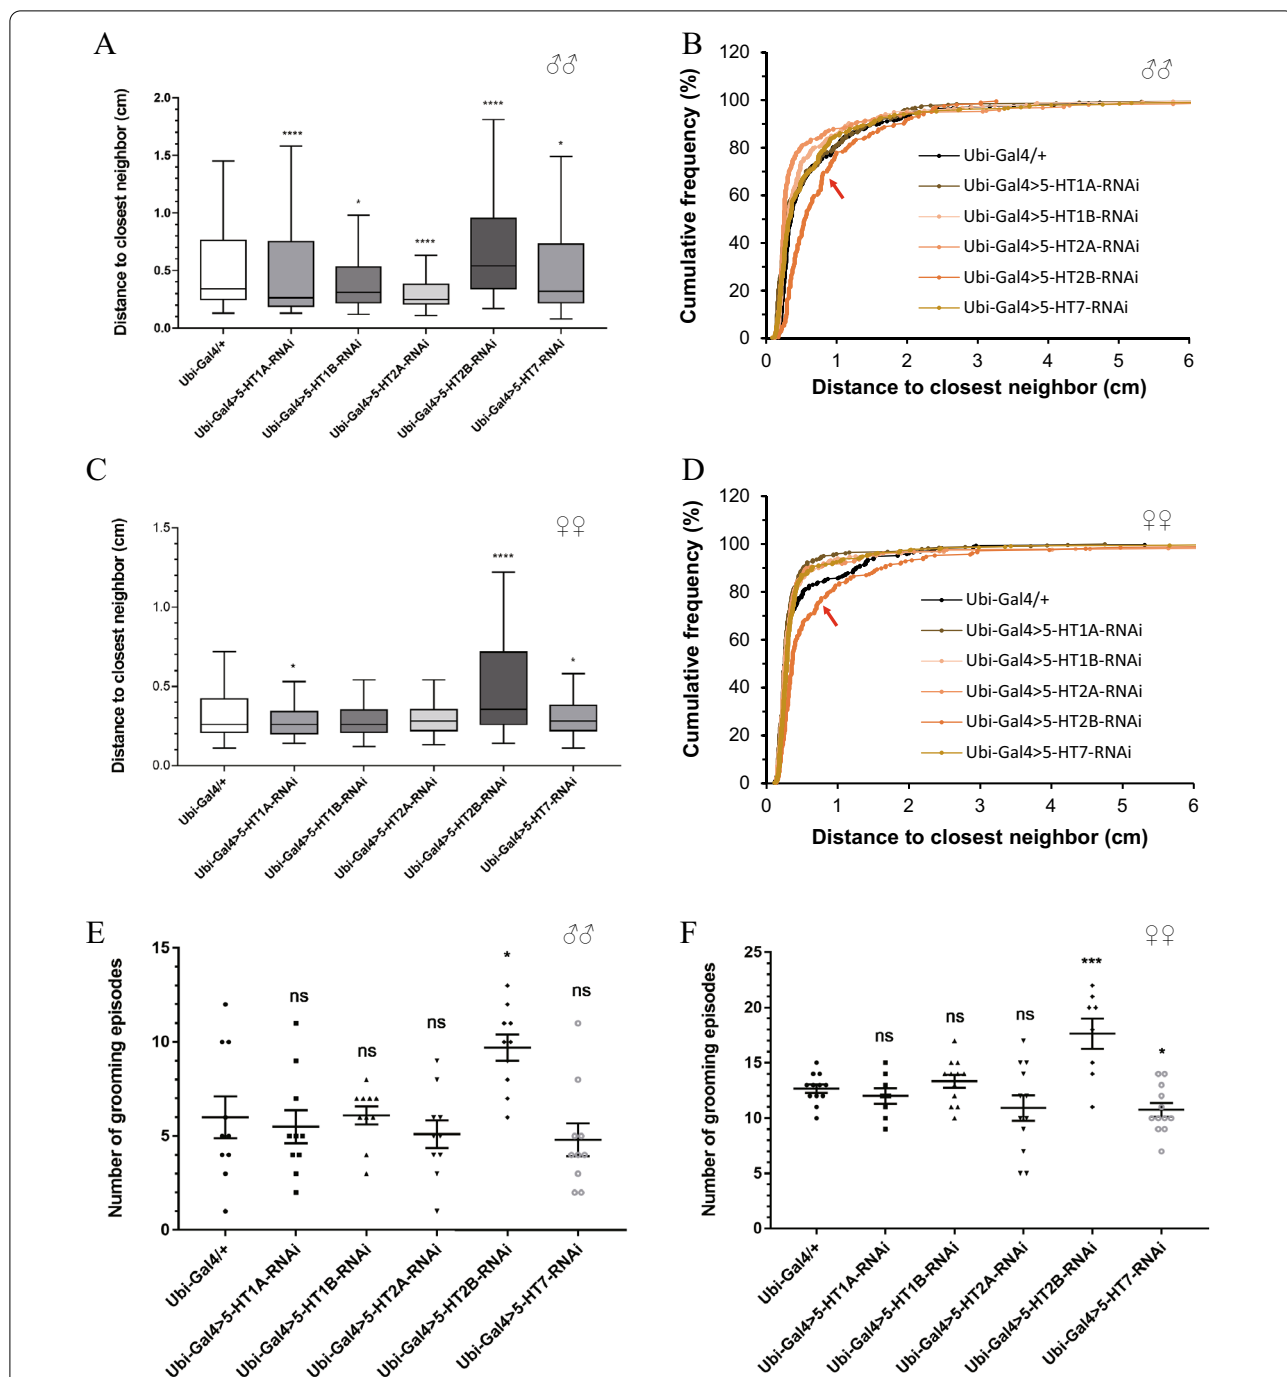 A
♂♂
Distance to closest neighbor (cm)
2.0
1.5
1.0
0.5
0.0
****
*
****
****
*
Ubi-Gal4/+
Ubi-Gal4>5-HT1A-RNAi
Ubi-Gal4>5-HT1B-RNAi
Ubi-Gal4>5-HT2A-RNAi
Ubi-Gal4>5-HT2B-RNAi
Ubi-Gal4>5-HT7-RNAi
B
♂♂
Cumulative frequency (%)
120
100
80
60
40
20
0
Ubi-Gal4/+
Ubi-Gal4>5-HT1A-RNAi
Ubi-Gal4>5-HT1B-RNAi
Ubi-Gal4>5-HT2A-RNAi
Ubi-Gal4>5-HT2B-RNAi
Ubi-Gal4>5-HT7-RNAi
0 1 2 3 4 5 6
Distance to closest neighbor (cm)
C
♀♀
Distance to closest neighbor (cm)
1.5
1.0
0.5
0.0
*
****
*
Ubi-Gal4/+
Ubi-Gal4>5-HT1A-RNAi
Ubi-Gal4>5-HT1B-RNAi
Ubi-Gal4>5-HT2A-RNAi
Ubi-Gal4>5-HT2B-RNAi
Ubi-Gal4>5-HT7-RNAi
D
♀♀
Cumulative frequency (%)
120
100
80
60
40
20
0
Ubi-Gal4/+
Ubi-Gal4>5-HT1A-RNAi
Ubi-Gal4>5-HT1B-RNAi
Ubi-Gal4>5-HT2A-RNAi
Ubi-Gal4>5-HT2B-RNAi
Ubi-Gal4>5-HT7-RNAi
0 1 2 3 4 5 6
Distance to closest neighbor (cm)
E
♂♂
Number of grooming episodes
15
10
5
0
ns
ns
ns
*
ns
Ubi-Gal4/+
Ubi-Gal4>5-HT1A-RNAi
Ubi-Gal4>5-HT1B-RNAi
Ubi-Gal4>5-HT2A-RNAi
Ubi-Gal4>5-HT2B-RNAi
Ubi-Gal4>5-HT7-RNAi
F
♀♀
Number of grooming episodes
25
20
15
10
5
0
ns
ns
ns
***
*
Ubi-Gal4/+
Ubi-Gal4>5-HT1A-RNAi
Ubi-Gal4>5-HT1B-RNAi
Ubi-Gal4>5-HT2A-RNAi
Ubi-Gal4>5-HT2B-RNAi
Ubi-Gal4>5-HT7-RNAi